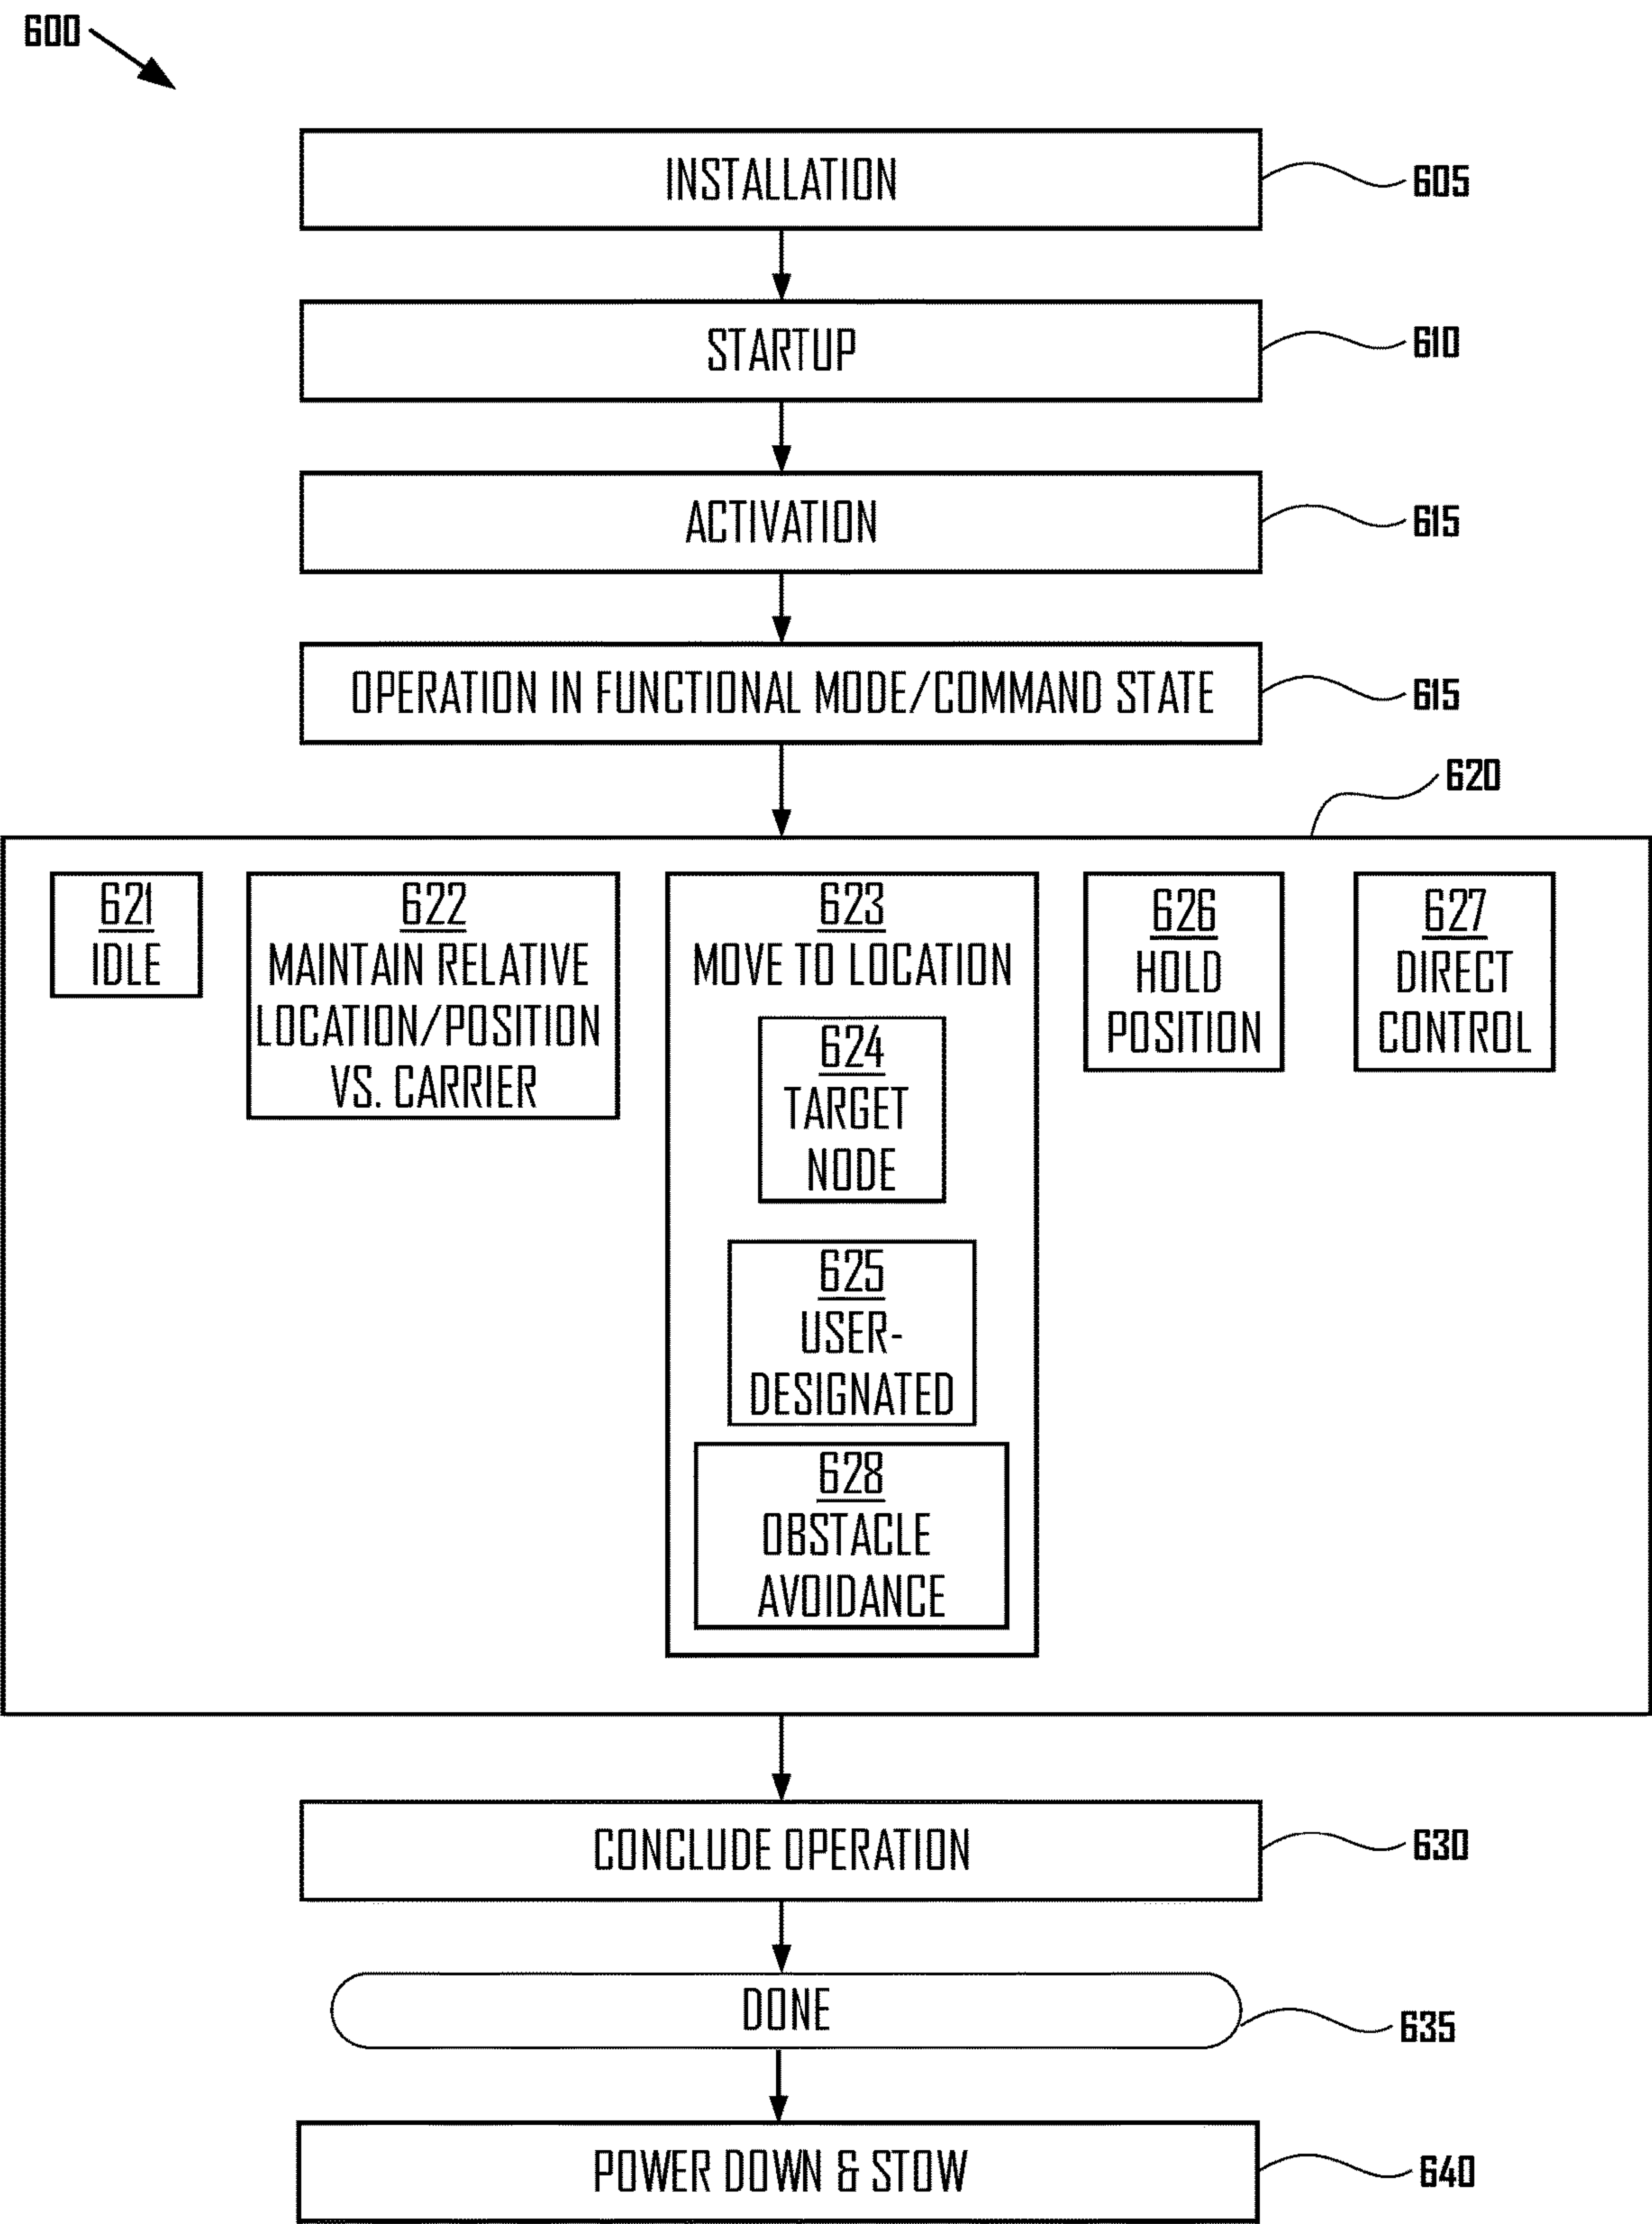 600
INSTALLATION
605
STARTUP
610
ACTIVATION
615
OPERATION IN FUNCTIONAL MODE/COMMAND STATE
615
620
621
IDLE
622
MAINTAIN RELATIVE
LOCATION/POSITION
VS. CARRIER
623
MOVE TO LOCATION
624
TARGET
NODE
625
USER-
DESIGNATED
628
OBSTACLE
AVOIDANCE
626
HOLD
POSITION
627
DIRECT
CONTROL
CONCLUDE OPERATION
630
DONE
635
POWER DOWN & STOW
640